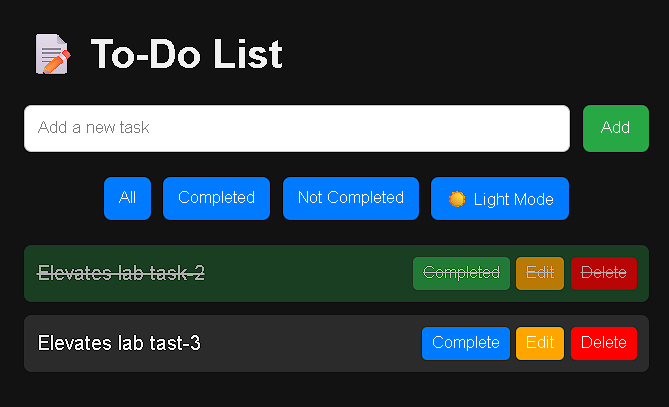 To-Do List
Add a new task Add
All Completed Not Completed Light Mode
Elevates lab task-2 Completed Edit Delete
Elevates lab tast-3 Complete Edit Delete